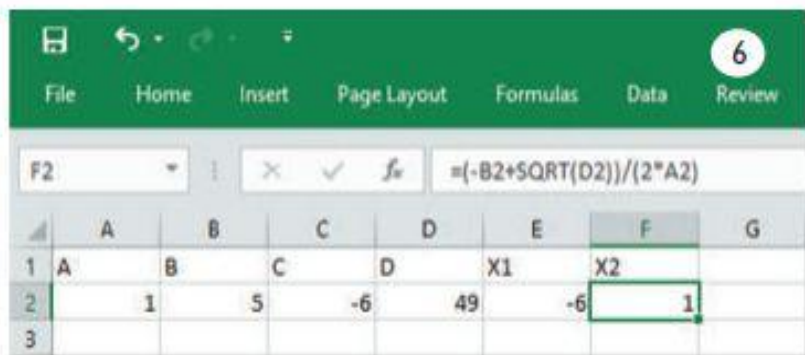 6
File Home Insert Page Layout Formulas Data Review
F2 fx =(-B2+SQRT(D2))/(2*A2)
A B C D E F G
1 A B C D X1 X2
2 1 5 -6 49 -6 1
3